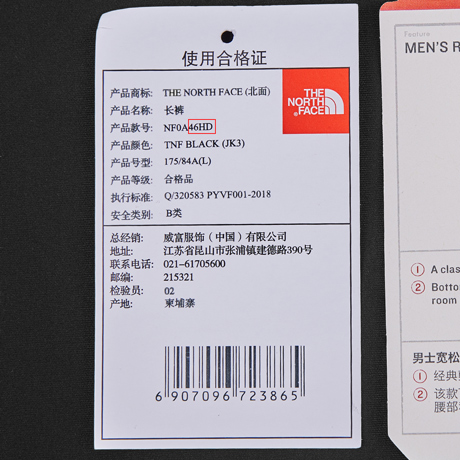 使用合格证
产品商标: THE NORTH FACE (北面)
产品名称: 长裤
产品款号: NF0A46HD
产品颜色: TNF BLACK (JK3)
产品号型: 175/84A(L)
产品等级: 合格品
执行标准: Q/320583 PYVF001-2018
安全类别: B类
THE
NORTH
FACE
总经销: 威富服饰（中国）有限公司
地址: 江苏省昆山市张浦镇建德路390号
联系电话: 021-61705600
邮编: 215321
检验员: 02
产地: 柬埔寨
6 907096 723865
Feature
MEN'S R
① A clas
② Botto
room
男士宽松
① 经典
② 该款
腰部